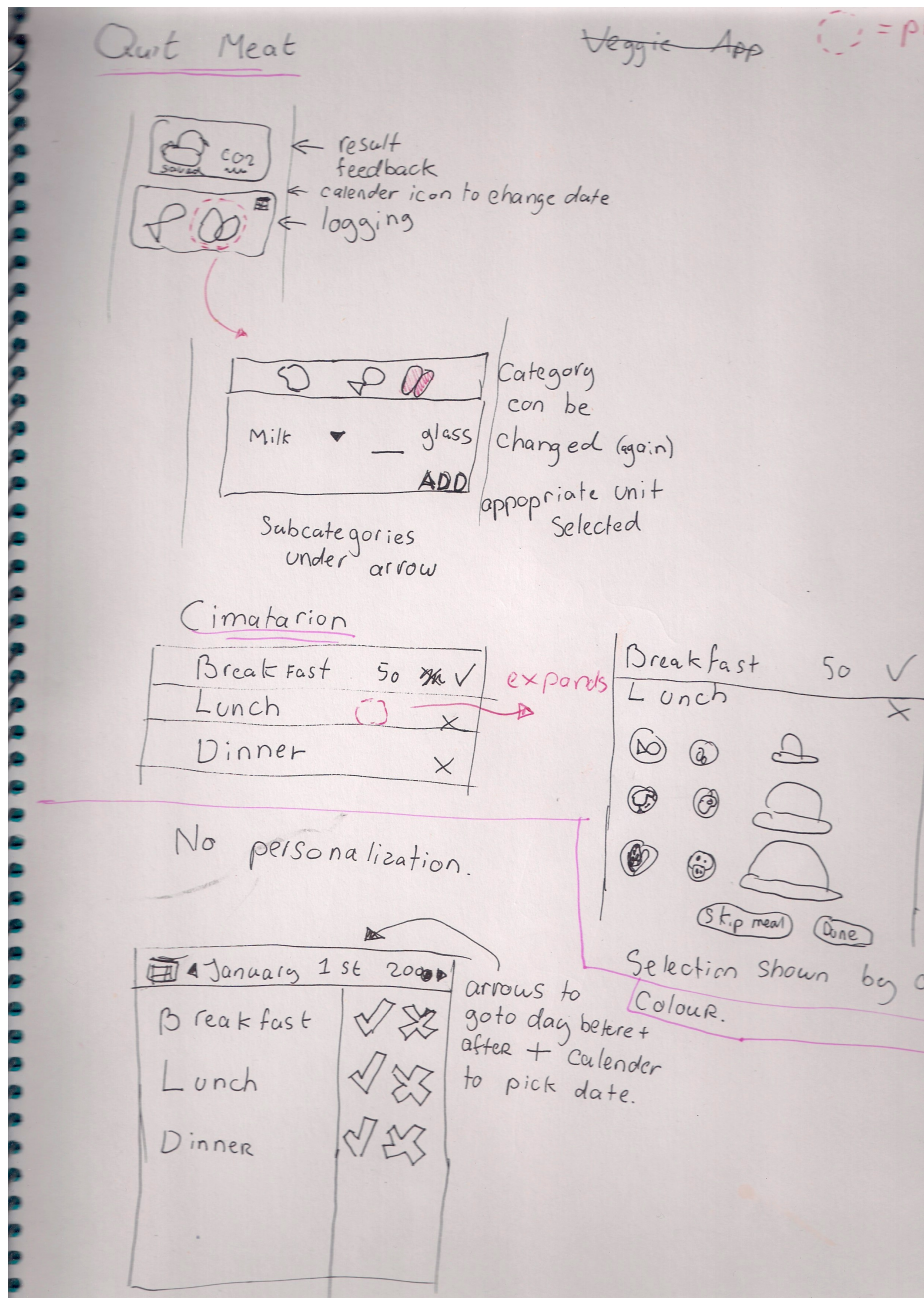 Quit Meat
Veggie App
= p
CO2
saved
result
feedback
calender icon to change date
logging
Category
can be
changed (again)
Milk glass
ADD
appopriate unit
Selected
Subcategories
under arrow
Cimatarion
Breakfast 50
Lunch
Dinner
expands
Breakfast 50
Lunch
Skip meal Done
Selection shown by
Colour.
No personalization.
January 1st 200
Breakfast
Lunch
Dinner
arrows to
goto day before +
after + calender
to pick date.